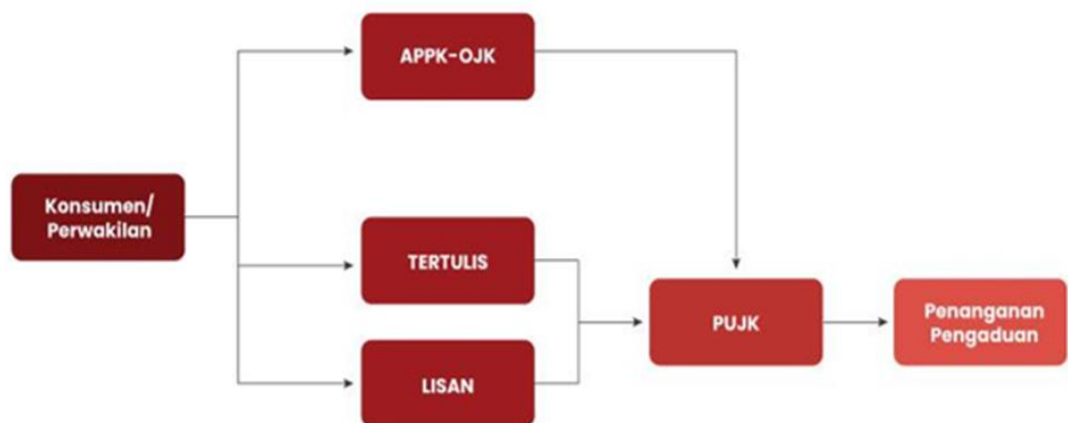 APPK-OJK
Konsumen/
Perwakilan
TERTULIS
LISAN
PUJK
Penanganan
Pengaduan